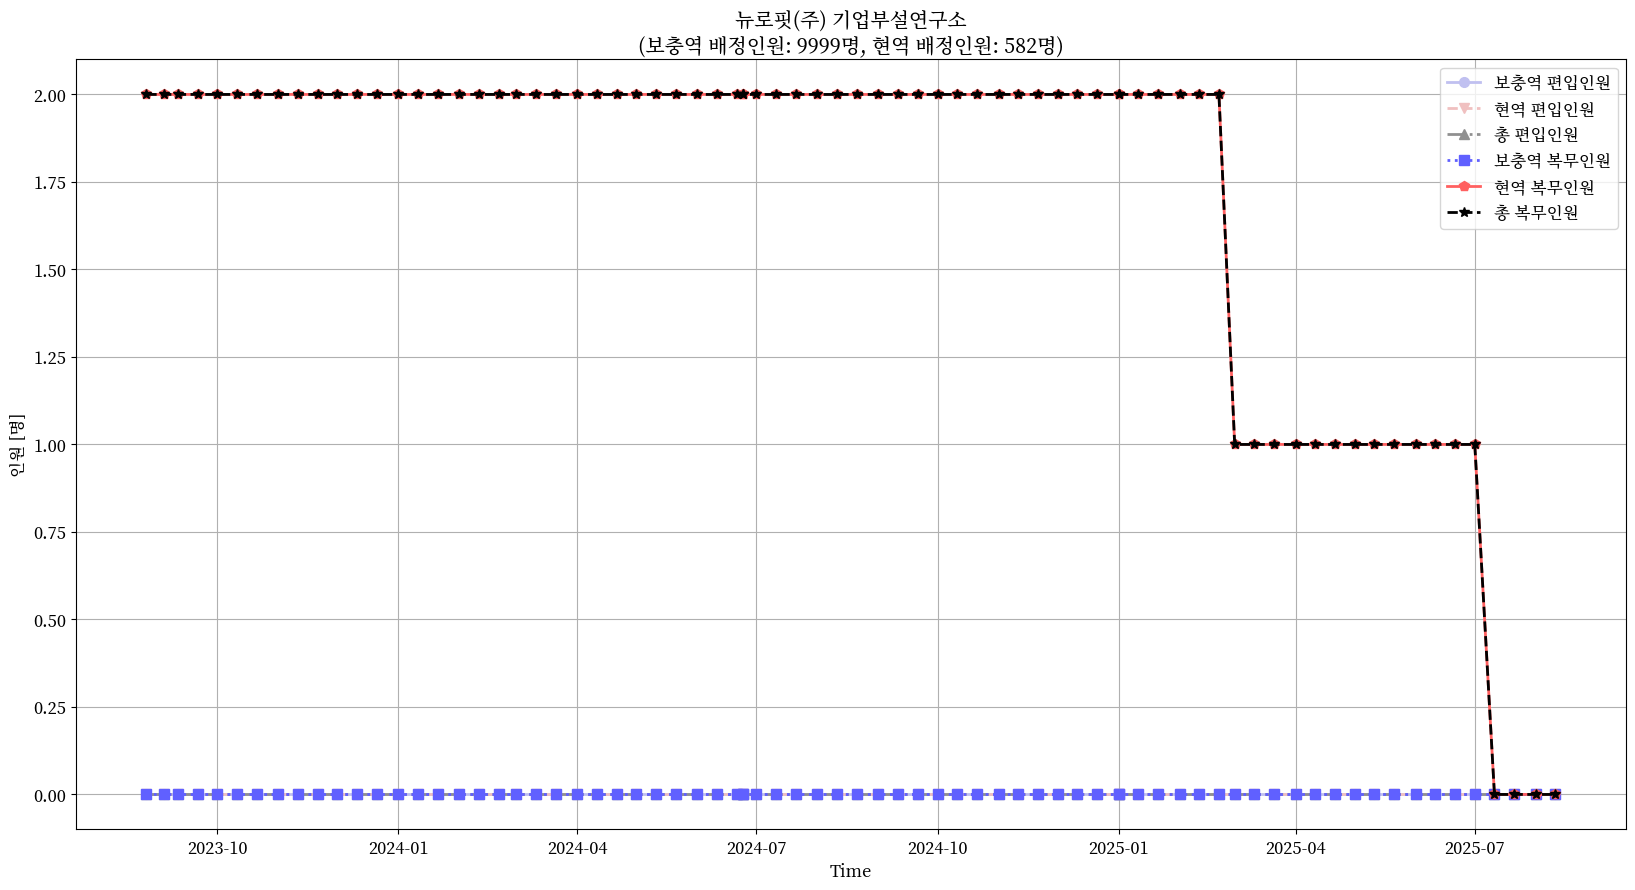 뉴로핏(주) 기업부설연구소
(보충역 배정인원: 9999명, 현역 배정인원: 582명)
보충역 편입인원
현역 편입인원
총 편입인원
보충역 복무인원
현역 복무인원
총 복무인원
2.00
1.75
1.50
1.25
1.00
0.75
0.50
0.25
0.00
인원 [명]
2023-10
2024-01
2024-04
2024-07
2024-10
2025-01
2025-04
2025-07
Time